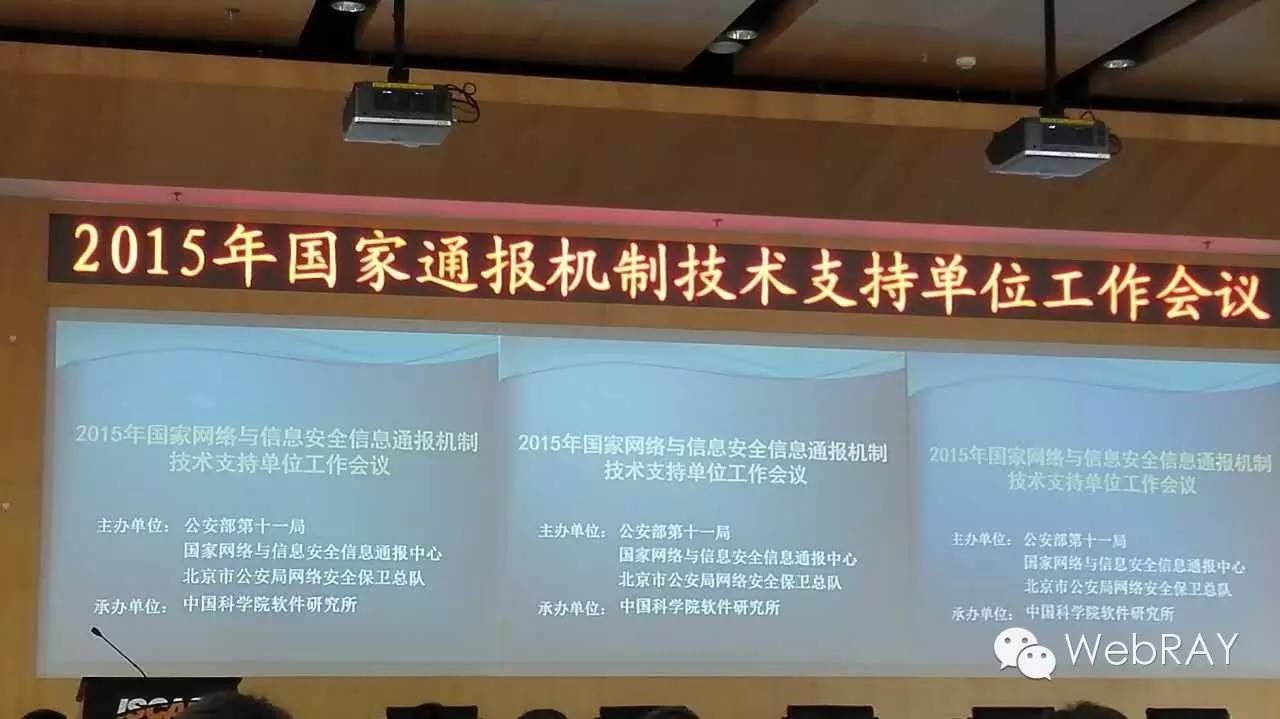 2015年国家通报机制技术支持单位工作会议
2015年国家网络与信息安全信息通报机制
技术支持单位工作会议
主办单位： 公安部第十一局
国家网络与信息安全信息通报中心
北京市公安局网络安全保卫总队
承办单位： 中国科学院软件研究所
2015年国家网络与信息安全信息通报机制
技术支持单位工作会议
主办单位： 公安部第十一局
国家网络与信息安全信息通报中心
北京市公安局网络安全保卫总队
承办单位： 中国科学院软件研究所
2015年国家网络与信息安全信息通报机制
技术支持单位工作会议
主办单位： 公安部第十一局
国家网络与信息安全信息通报中心
北京市公安局网络安全保卫总队
承办单位： 中国科学院软件研究所
WebRAY